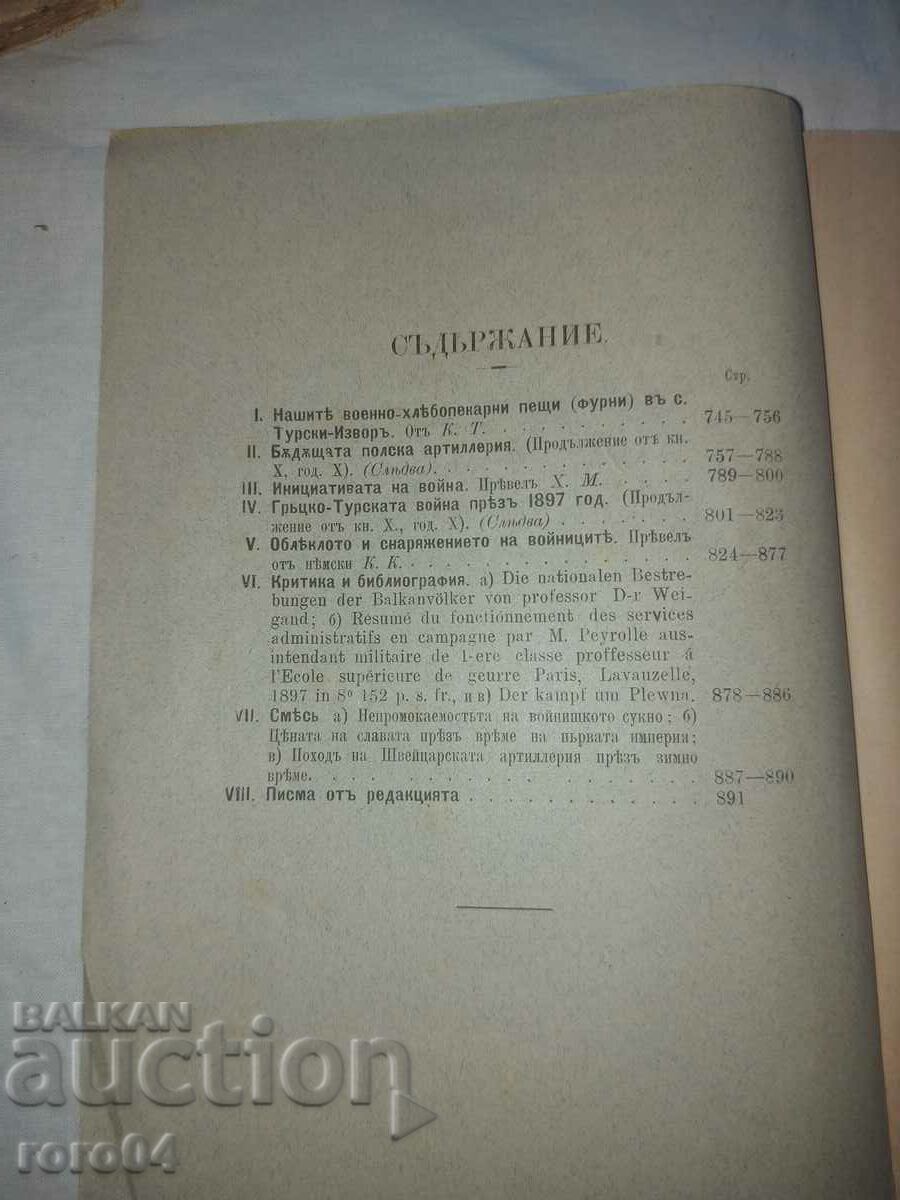 СЪДЪРЖАНИЕ.
Стр.
I. Нашитѣ военно-хлѣбопекарни пещи (фурни) въ с.
Турски-Изворъ. Отъ К. Т. . . . . . . . . . 745—756
II. Бѫдѫщата полска артиллерия. (Продължение отъ кн.
X, год. X). (Слѣдва). . . . . . . . . . . . 757—788
III. Инициативата на война. Прѣвелъ Х. М. . . . . . 789—800
IV. Гръцко-Турската война прѣзъ 1897 год. (Продъл-
жение отъ кн. X., год. X). (Слѣдва) . . . . . . . 801—823
V. Облѣклото и снаряжението на войницитѣ. Прѣвелъ
отъ нѣмски К. К. . . . . . . . . . . . . . 824—877
VI. Критика и библиография. а) Die nationalen Bestre-
bungen der Balkanvölker von professor D-r Wei-
gand; б) Résumé du fonctiónnement des services
administratifs en campagne par M. Peyrolle aus-
intendant militaire de 1-ere classe proffesseur á
l'Ecole supérieure de geurre Paris, Lavauzelle,
1897 in 8º 152 p. s. fr., и в) Der kampf um Plewna. 878—886
VII. Смѣсь а) Непромокаемостьта на войнишкото сукно; б)
Цѣната на славата прѣзъ врѣме на първата империя;
в) Походъ на Швейцарската артиллерия прѣзъ зимно
врѣме. . . . . . . . . . . . . . . . . 887—890
VIII. Писма отъ редакцията . . . . . . . . . . 891
BALKAN
auction
roro04